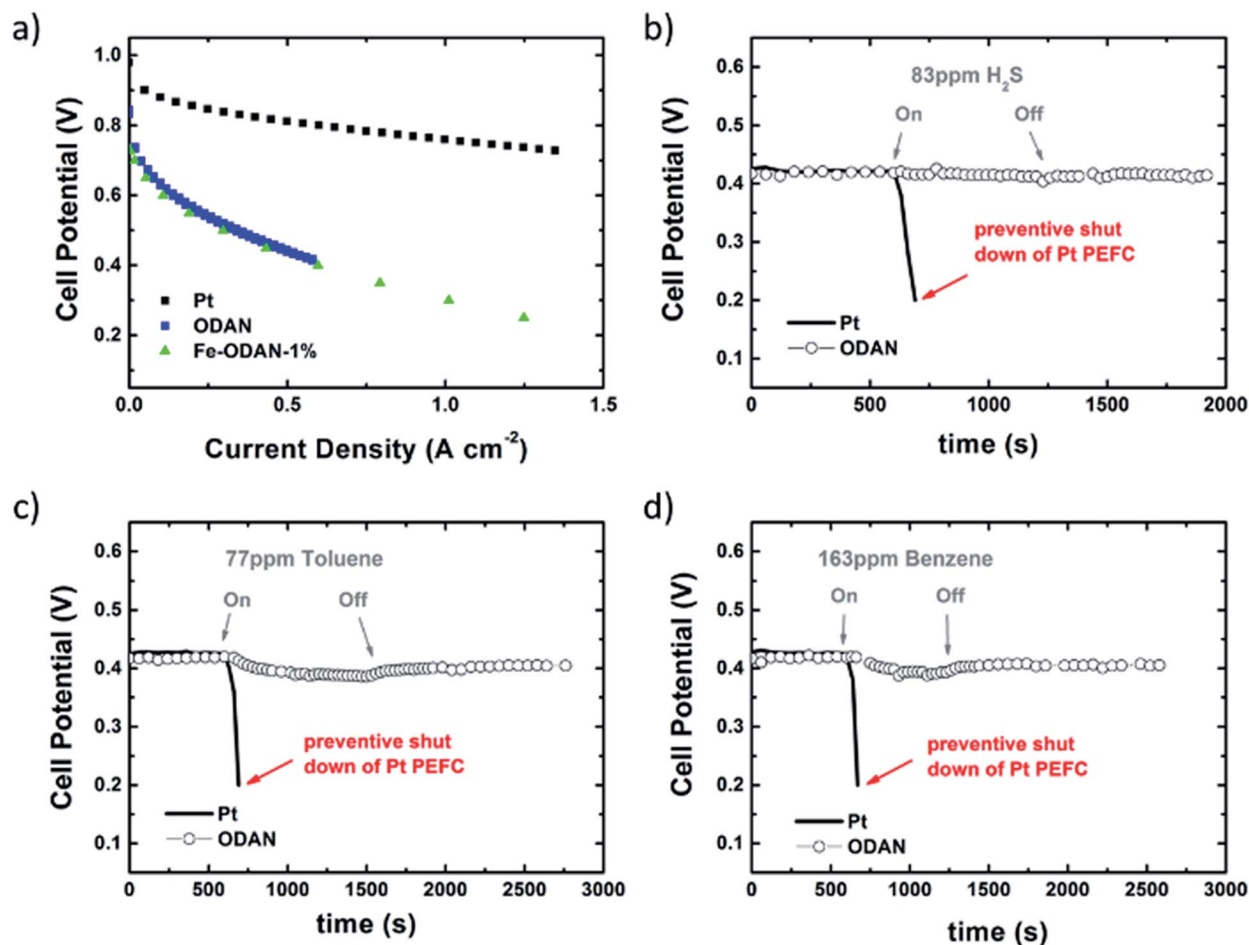 a)
Cell Potential (V)
1.0
0.8
0.6
0.4
0.2
Pt
ODAN
Fe-ODAN-1%
0.0 0.5 1.0 1.5
Current Density (A cm⁻²)
b)
Cell Potential (V)
0.6
0.5
0.4
0.3
0.2
0.1
83ppm H₂S
On Off
preventive shut
down of Pt PEFC
Pt
ODAN
0 500 1000 1500 2000
time (s)
c)
Cell Potential (V)
0.6
0.5
0.4
0.3
0.2
0.1
77ppm Toluene
On Off
preventive shut
down of Pt PEFC
Pt
ODAN
0 500 1000 1500 2000 2500 3000
time (s)
d)
Cell Potential (V)
0.6
0.5
0.4
0.3
0.2
0.1
163ppm Benzene
On Off
preventive shut
down of Pt PEFC
Pt
ODAN
0 500 1000 1500 2000 2500 3000
time (s)